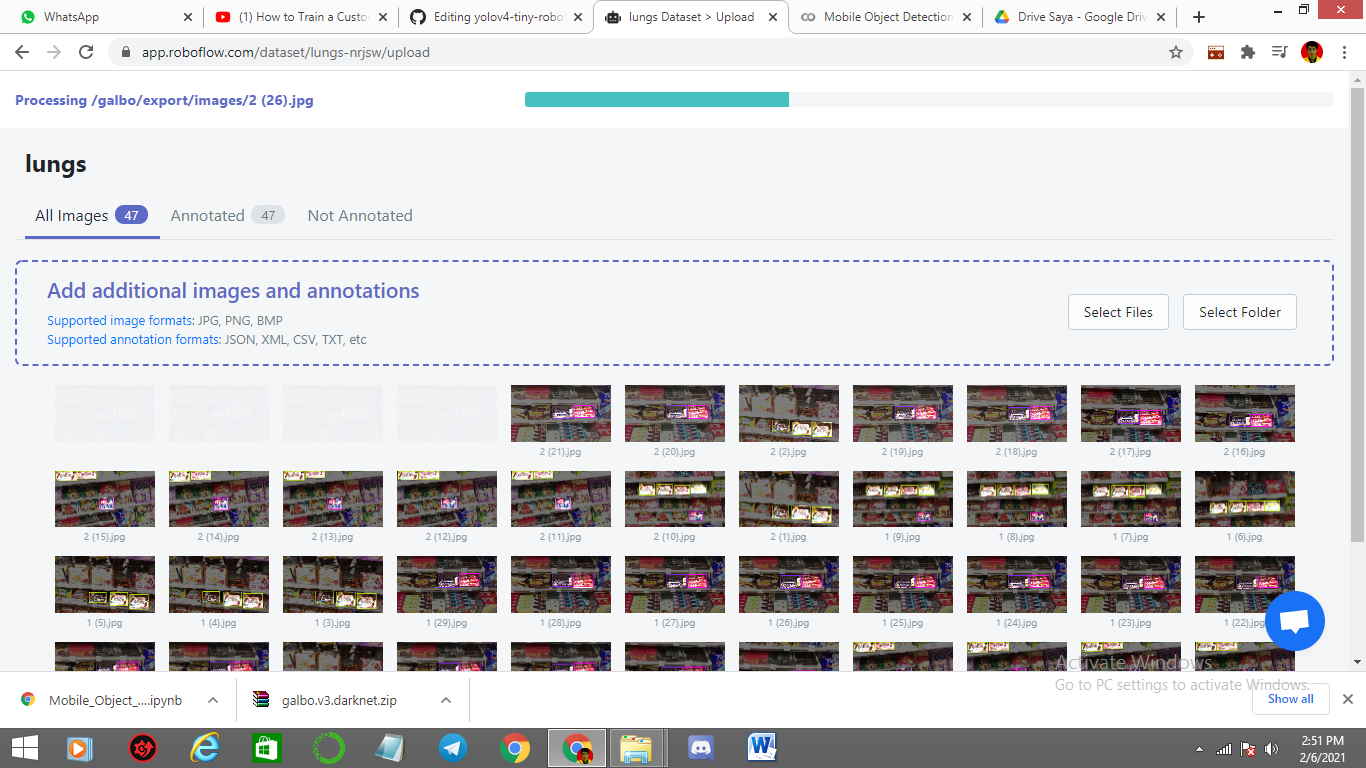 WhatsApp
(1) How to Train a Custo
Editing yolov4-tiny-robo
lungs Dataset > Upload
Mobile Object Detection
Drive Saya - Google Driv
app.roboflow.com/dataset/lungs-nrjsw/upload
Processing /galbo/export/images/2 (26).jpg
lungs
All Images 47 Annotated 47 Not Annotated
Add additional images and annotations
Supported image formats: JPG, PNG, BMP
Supported annotation formats: JSON, XML, CSV, TXT, etc
Select Files Select Folder
2 (21).jpg 2 (20).jpg 2 (2).jpg 2 (19).jpg 2 (18).jpg 2 (17).jpg 2 (16).jpg
2 (15).jpg 2 (14).jpg 2 (13).jpg 2 (12).jpg 2 (11).jpg 2 (10).jpg 2 (1).jpg 1 (9).jpg 1 (8).jpg 1 (7).jpg 1 (6).jpg
1 (5).jpg 1 (4).jpg 1 (3).jpg 1 (29).jpg 1 (28).jpg 1 (27).jpg 1 (26).jpg 1 (25).jpg 1 (24).jpg 1 (23).jpg 1 (22).jpg
Activate Windows
Go to PC settings to activate Windows.
Mobile_Object_....ipynb
galbo.v3.darknet.zip
Show all
2:51 PM
2/6/2021